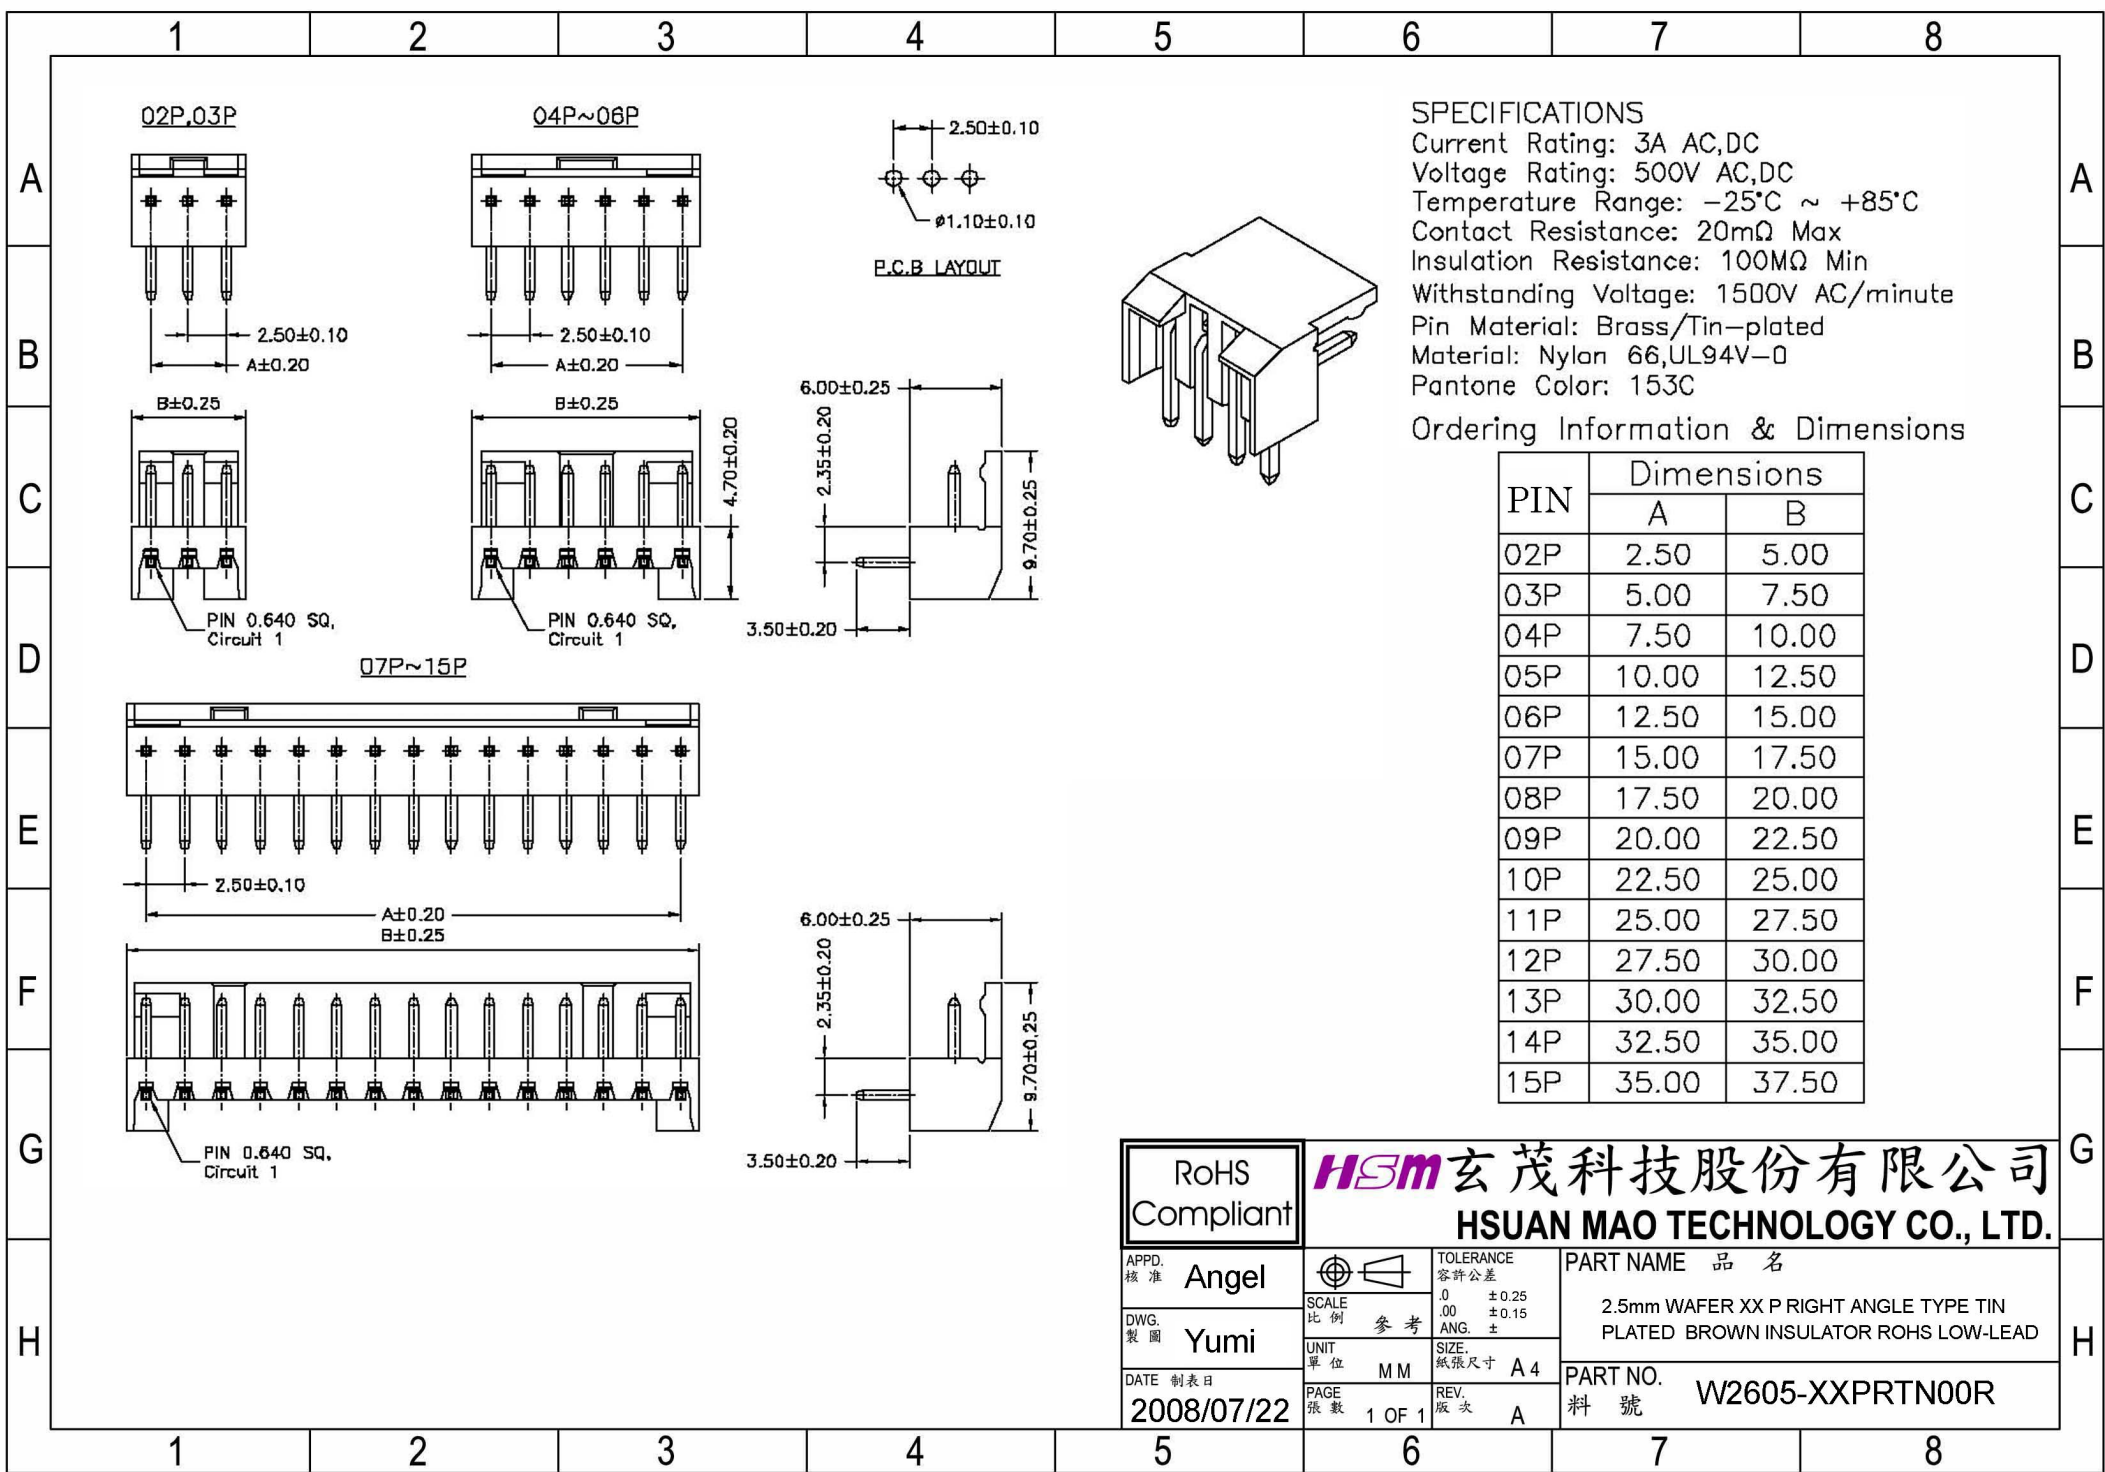 1 2 3 4 5 6 7 8
A A
B B
C C
D D
E E
F F
G G
H H
02P,03P
2.50±0.10
A±0.20
B±0.25
PIN 0.640 SQ,
Circuit 1
04P~06P
2.50±0.10
A±0.20
B±0.25
4.70±0.20
PIN 0.640 SQ,
Circuit 1
2.50±0.10
ø1.10±0.10
P.C.B LAYOUT
6.00±0.25
2.35±0.20
9.70±0.25
3.50±0.20
07P~15P
2.50±0.10
A±0.20
B±0.25
PIN 0.640 SQ,
Circuit 1
6.00±0.25
2.35±0.20
9.70±0.25
3.50±0.20
SPECIFICATIONS
Current Rating: 3A AC,DC
Voltage Rating: 500V AC,DC
Temperature Range: -25°C ~ +85°C
Contact Resistance: 20mΩ Max
Insulation Resistance: 100MΩ Min
Withstanding Voltage: 1500V AC/minute
Pin Material: Brass/Tin-plated
Material: Nylon 66,UL94V-0
Pantone Color: 153C
Ordering Information & Dimensions
PIN Dimensions
A B
02P 2.50 5.00
03P 5.00 7.50
04P 7.50 10.00
05P 10.00 12.50
06P 12.50 15.00
07P 15.00 17.50
08P 17.50 20.00
09P 20.00 22.50
10P 22.50 25.00
11P 25.00 27.50
12P 27.50 30.00
13P 30.00 32.50
14P 32.50 35.00
15P 35.00 37.50
RoHS
Compliant
HSM 玄茂科技股份有限公司
HSUAN MAO TECHNOLOGY CO., LTD.
APPD.
核 准 Angel
DWG.
製 圖 Yumi
DATE 制表日
2008/07/22
SCALE
比 例 參 考
UNIT
單 位 MM
PAGE
張 數 1 OF 1
TOLERANCE
容許公差
.0 ±0.25
.00 ±0.15
ANG. ±
SIZE.
紙張尺寸 A4
REV.
版 次 A
PART NAME 品 名
2.5mm WAFER XX P RIGHT ANGLE TYPE TIN
PLATED BROWN INSULATOR ROHS LOW-LEAD
PART NO.
料 號 W2605-XXPRTN00R
1 2 3 4 5 6 7 8